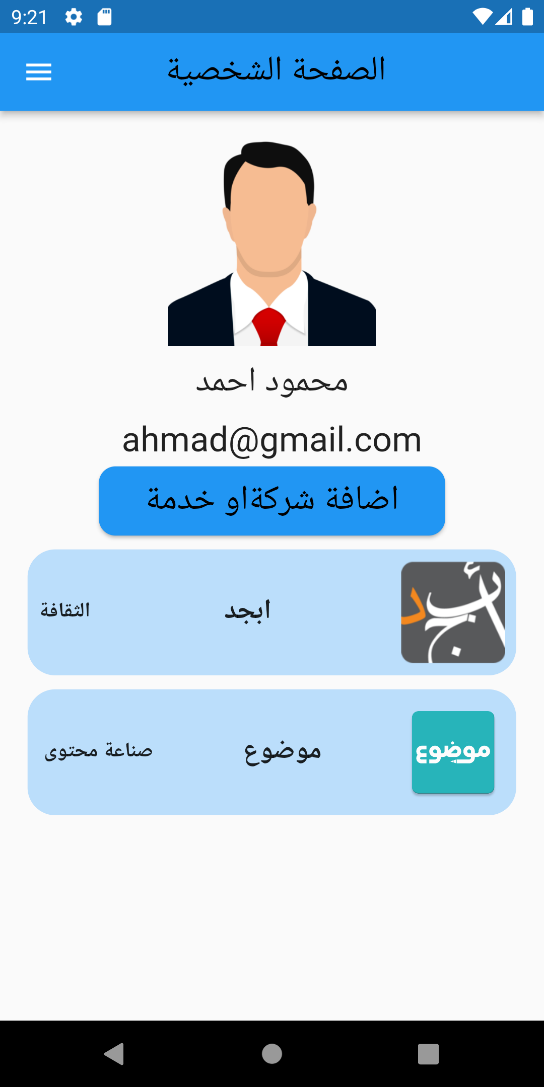 9:21
الصفحة الشخصية
محمود احمد
ahmad@gmail.com
اضافة شركةاو خدمة
أبجد
ابجد
الثقافة
موضوع
موضوع
صناعة محتوى